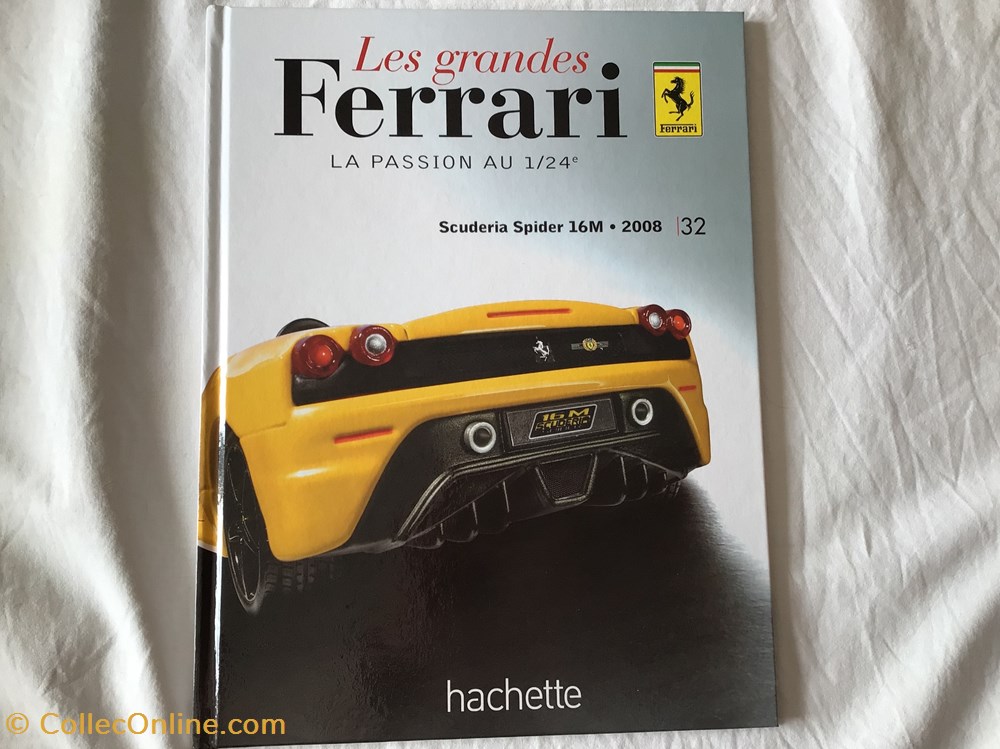 Les grandes
Ferrari
Ferrari
LA PASSION AU 1/24e
Scuderia Spider 16M • 2008 |32
16M
SCUDERIA
hachette
© CollecOnline.com